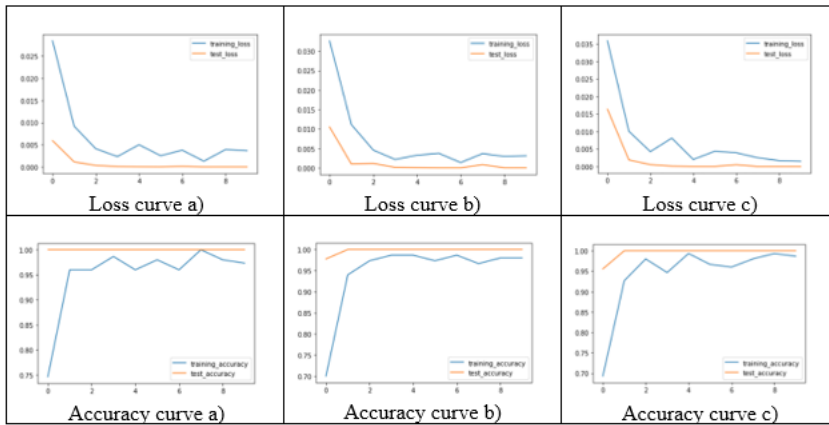 training_loss
test_loss
0.025
0.020
0.015
0.010
0.005
0.000
0 2 4 6 8
Loss curve a)
training_loss
test_loss
0.030
0.025
0.020
0.015
0.010
0.005
0.000
0 2 4 6 8
Loss curve b)
training_loss
test_loss
0.035
0.030
0.025
0.020
0.015
0.010
0.005
0.000
0 2 4 6 8
Loss curve c)
1.00
0.95
0.90
0.85
0.80
0.75
training_accuracy
test_accuracy
0 2 4 6 8
Accuracy curve a)
1.00
0.95
0.90
0.85
0.80
0.75
0.70
training_accuracy
test_accuracy
0 2 4 6 8
Accuracy curve b)
1.00
0.95
0.90
0.85
0.80
0.75
0.70
training_accuracy
test_accuracy
0 2 4 6 8
Accuracy curve c)